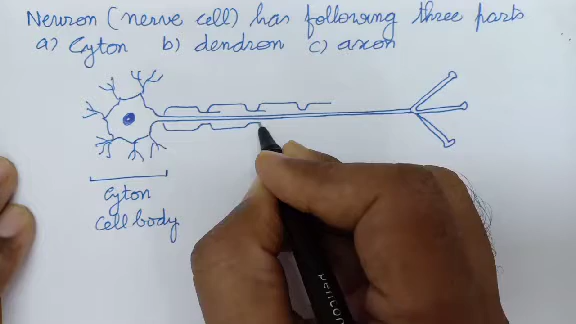 Neuron (nerve cell) has following three parts
a) Cyton b) dendron c) axon
Cyton
cell body